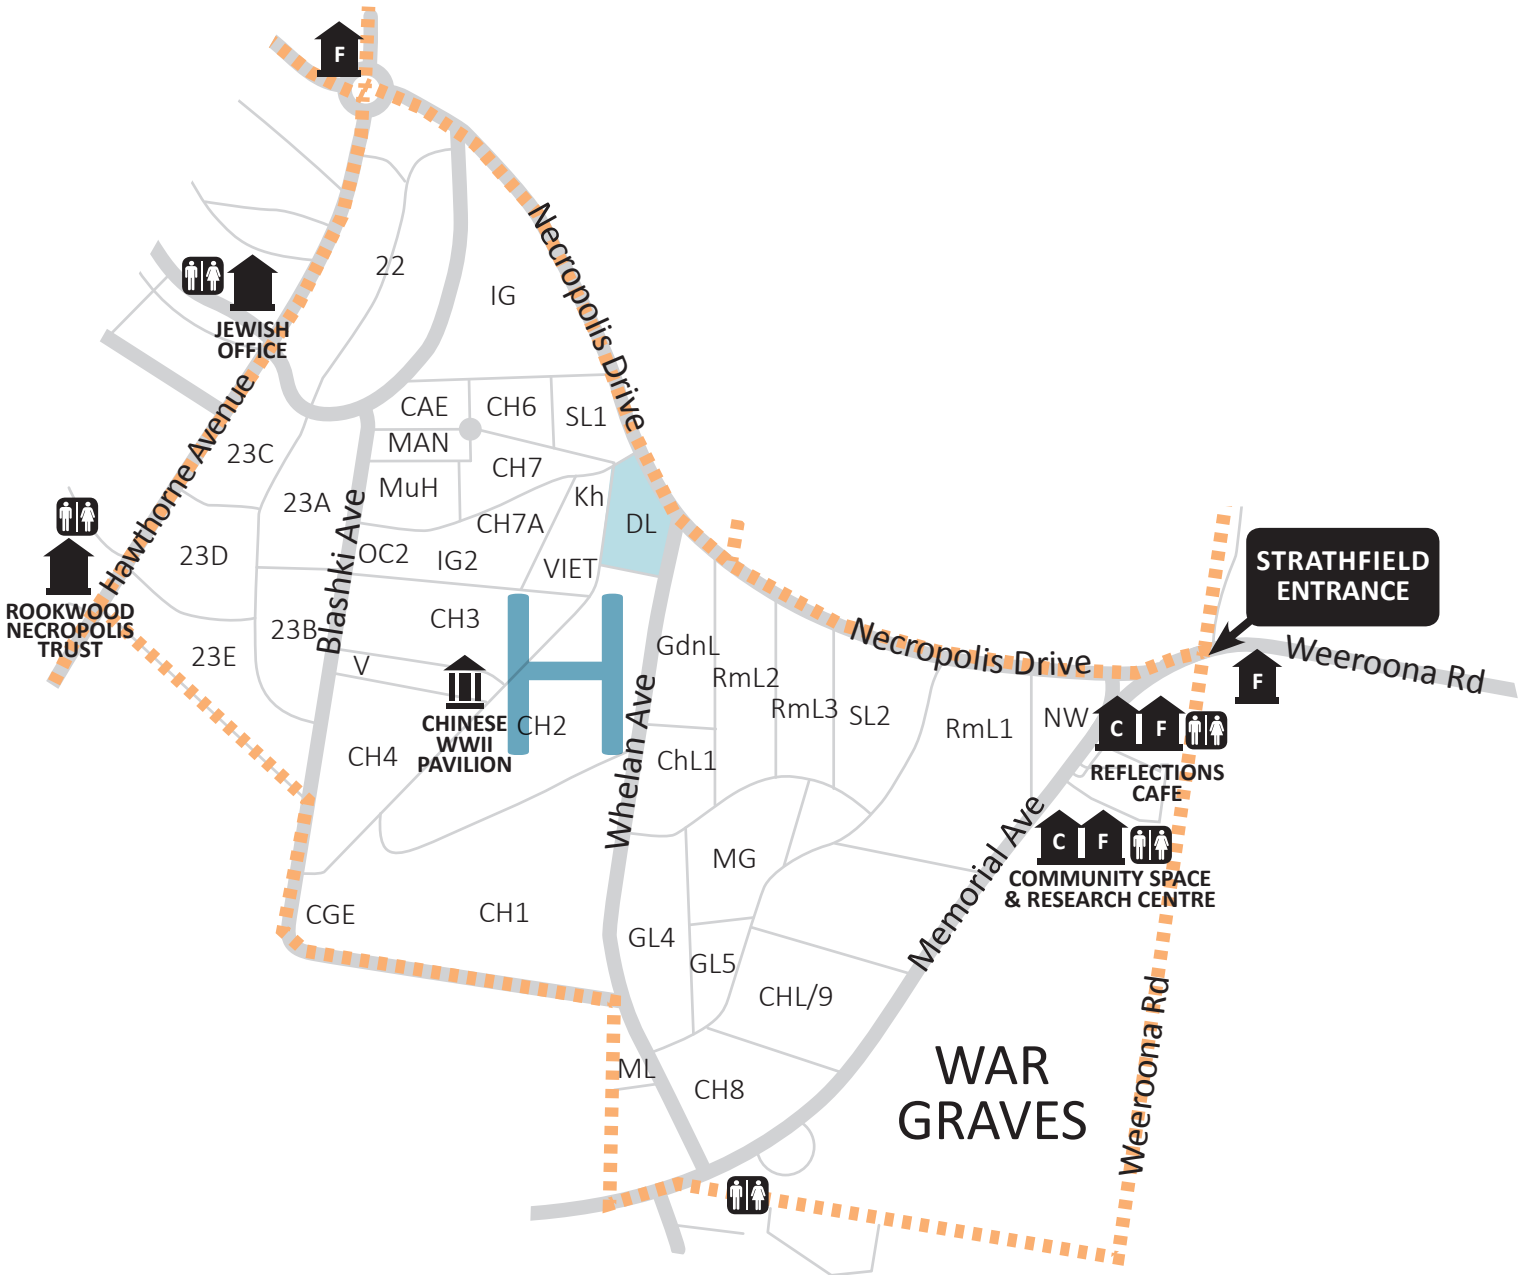 F
Necropolis Drive
22
IG
JEWISH
OFFICE
Hawthorne Avenue
CAE
CH6
SL1
MAN
23C
CH7
MuH
Kh
23A
CH7A
DL
Blashki Ave
OC2
IG2
VIET
23D
STRATHFIELD
ENTRANCE
ROOKWOOD
NECROPOLIS
TRUST
CH3
23B
23E
V
GdnL
Necropolis Drive
Weeroona Rd
RmL2
F
RmL3
SL2
NW
RmL1
H
CH2
CHINESE
WWII
PAVILION
C
F
CH4
ChL1
Whelan Ave
REFLECTIONS
CAFE
Memorial Ave
C
F
MG
COMMUNITY SPACE
& RESEARCH CENTRE
CGE
CH1
GL4
GL5
CHL/9
Weeroona Rd
ML
CH8
WAR
GRAVES